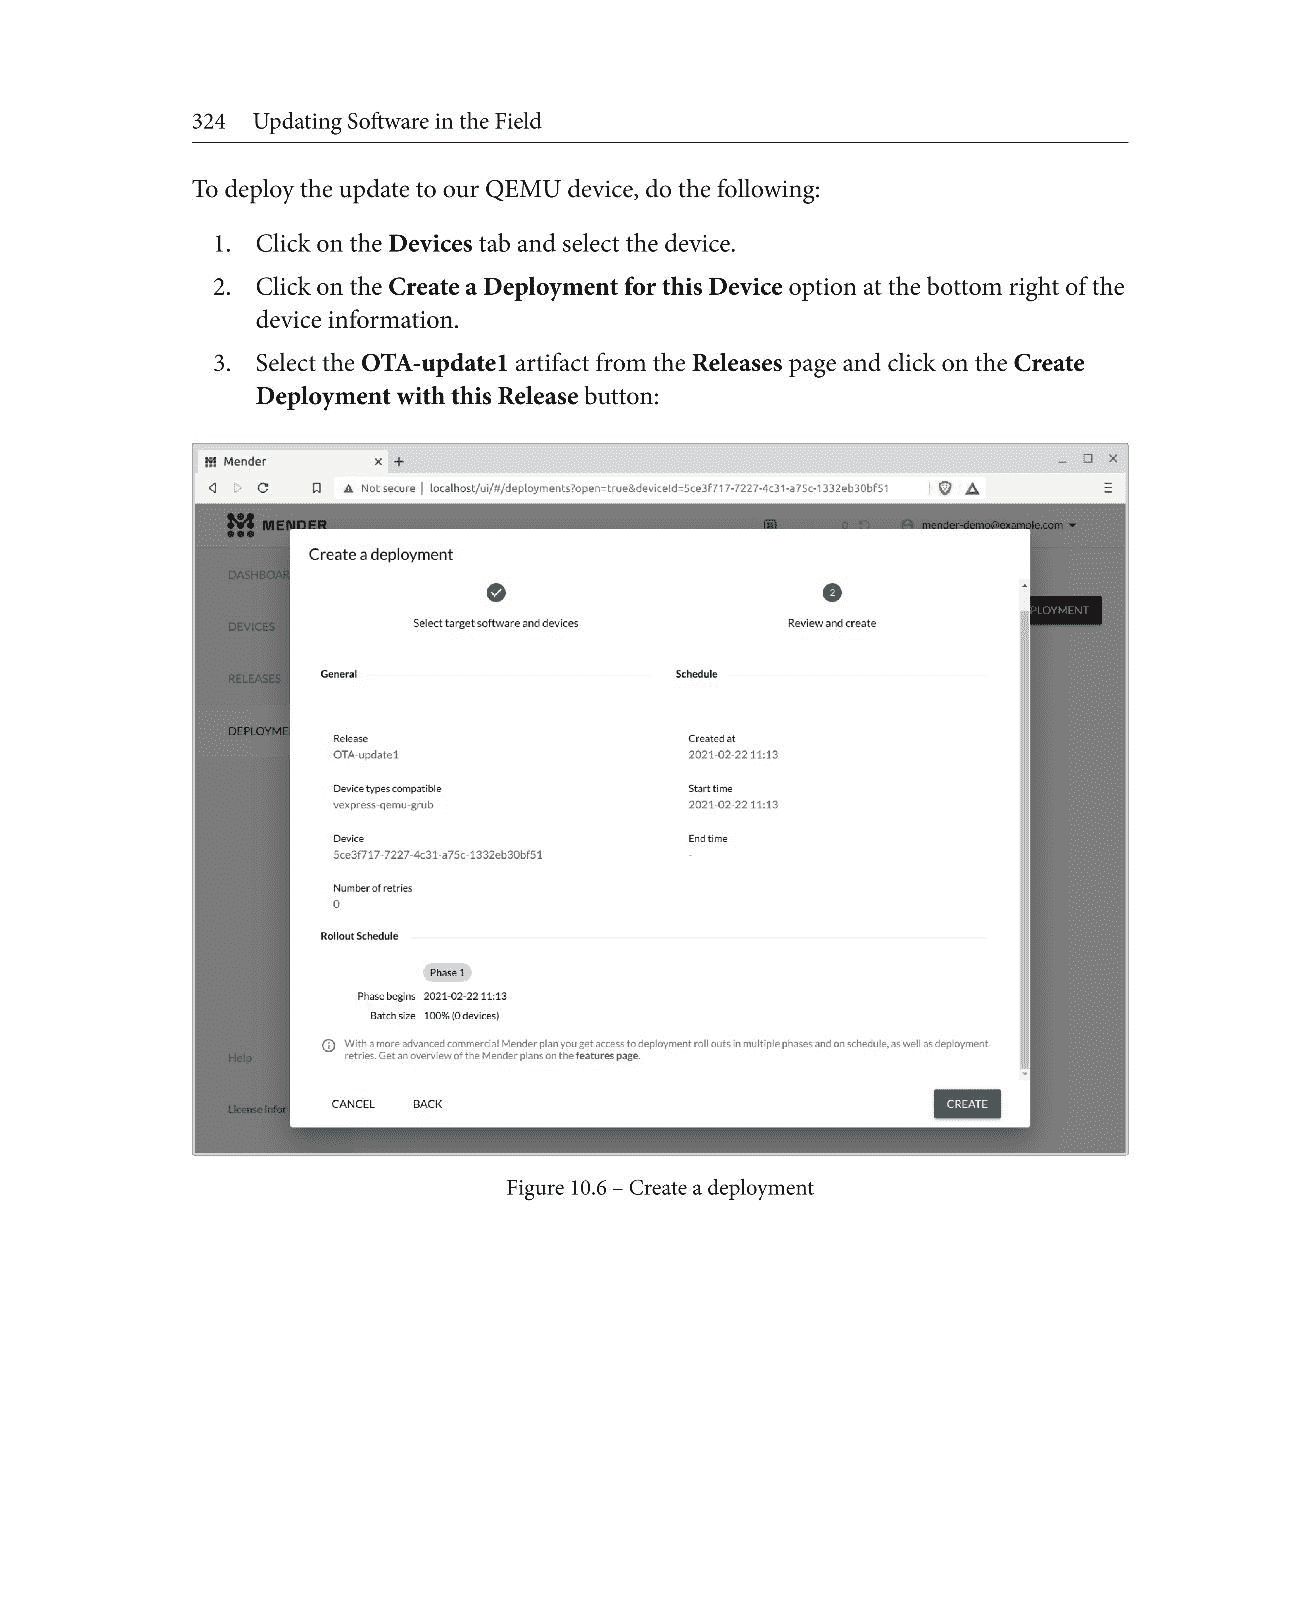 324 Updating Software in the Field
To deploy the update to our QEMU device, do the following:
1. Click on the Devices tab and select the device.
2. Click on the Create a Deployment for this Device option at the bottom right of the
device information.
3. Select the OTA-update1 artifact from the Releases page and click on the Create
Deployment with this Release button:
Mender
Not secure | localhost/ui/#/deployments?open=true&deviceId=5ce3f717-7227-4c31-a75c-1332eb30bf51
MENDER 0 mender-demo@example.com
Create a deployment
DASHBOAR
2
PLOYMENT
Select target software and devices Review and create
DEVICES
General Schedule
RELEASES
DEPLOYME
Release Created at
OTA-update1 2021-02-22 11:13
Device types compatible Start time
vexpress-qemu-grub 2021-02-22 11:13
Device End time
5ce3f717-7227-4c31-a75c-1332eb30bf51 -
Number of retries
0
Rollout Schedule
Phase 1
Phase begins 2021-02-22 11:13
Batch size 100% (0 devices)
With a more advanced commercial Mender plan you get access to deployment roll outs in multiple phases and on schedule, as well as deployment
retries. Get an overview of the Mender plans on the features page.
Help
License infor
CANCEL BACK CREATE
Figure 10.6 – Create a deployment